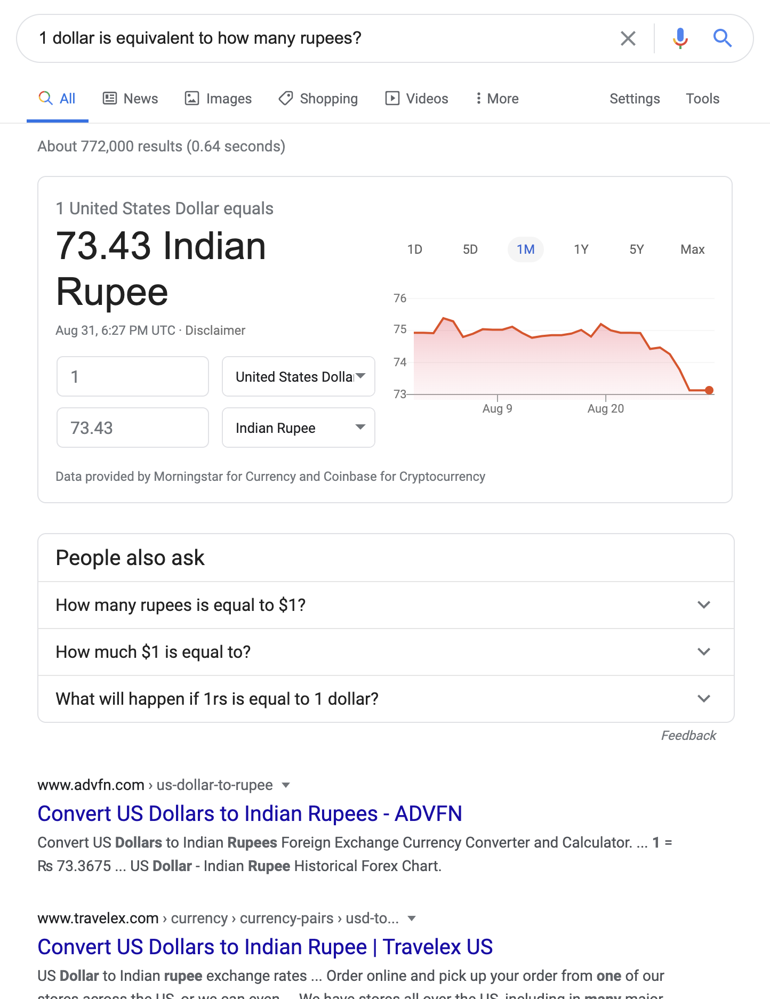 1 dollar is equivalent to how many rupees?
All News Images Shopping Videos More Settings Tools
About 772,000 results (0.64 seconds)
1 United States Dollar equals
73.43 Indian
Rupee
Aug 31, 6:27 PM UTC · Disclaimer
1 United States Dollar
73.43 Indian Rupee
1D 5D 1M 1Y 5Y Max
76
75
74
73
Aug 9 Aug 20
Data provided by Morningstar for Currency and Coinbase for Cryptocurrency
People also ask
How many rupees is equal to $1?
How much $1 is equal to?
What will happen if 1rs is equal to 1 dollar?
Feedback
www.advfn.com › us-dollar-to-rupee
Convert US Dollars to Indian Rupees - ADVFN
Convert US Dollars to Indian Rupees Foreign Exchange Currency Converter and Calculator. ... 1 =
₨ 73.3675 ... US Dollar - Indian Rupee Historical Forex Chart.
www.travelex.com › currency › currency-pairs › usd-to...
Convert US Dollars to Indian Rupee | Travelex US
US Dollar to Indian rupee exchange rates ... Order online and pick up your order from one of our
stores across the US, or we can even ... We have stores all over the US, including in many major